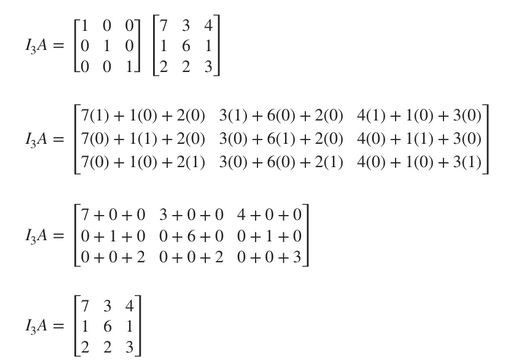 I₃A = [1 0 0] [7 3 4]
[0 1 0] [1 6 1]
[0 0 1] [2 2 3]
I₃A = [7(1) + 1(0) + 2(0) 3(1) + 6(0) + 2(0) 4(1) + 1(0) + 3(0)]
[7(0) + 1(1) + 2(0) 3(0) + 6(1) + 2(0) 4(0) + 1(1) + 3(0)]
[7(0) + 1(0) + 2(1) 3(0) + 6(0) + 2(1) 4(0) + 1(0) + 3(1)]
I₃A = [7 + 0 + 0 3 + 0 + 0 4 + 0 + 0]
[0 + 1 + 0 0 + 6 + 0 0 + 1 + 0]
[0 + 0 + 2 0 + 0 + 2 0 + 0 + 3]
I₃A = [7 3 4]
[1 6 1]
[2 2 3]